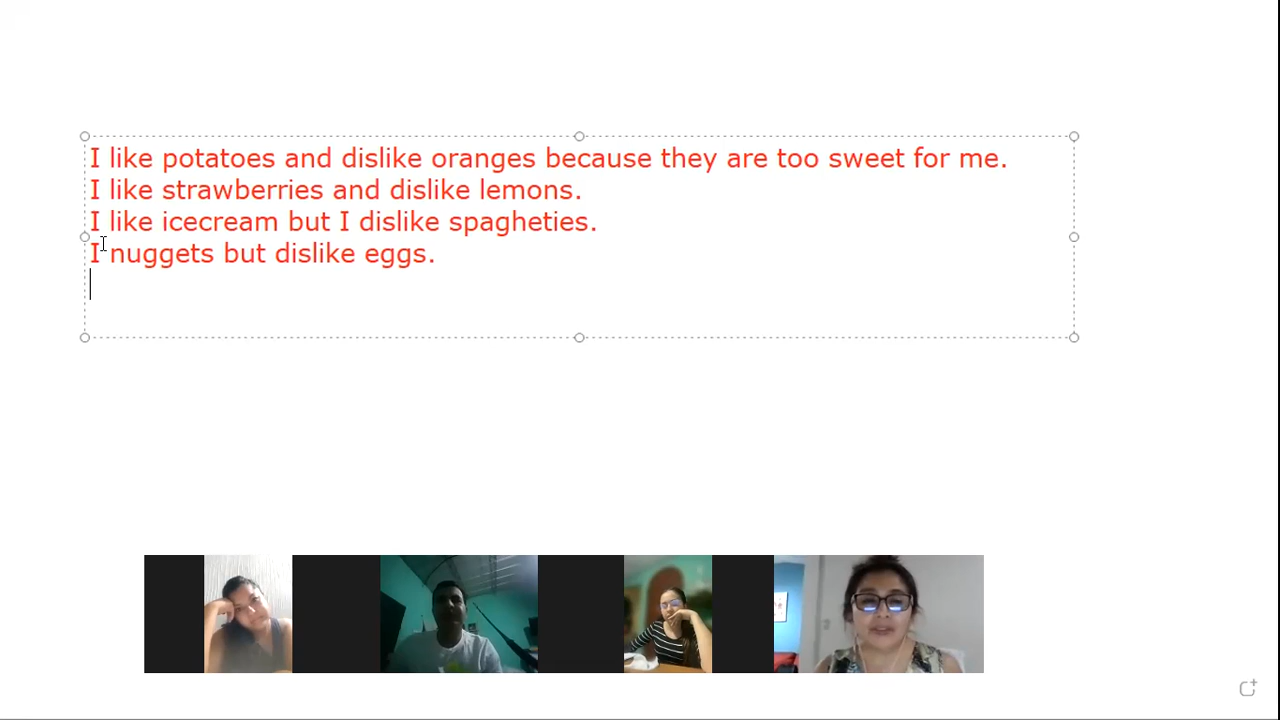 I like potatoes and dislike oranges because they are too sweet for me.
I like strawberries and dislike lemons.
I like icecream but I dislike spagheties.
I nuggets but dislike eggs.